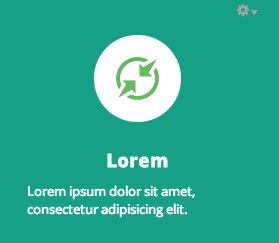 Lorem
Lorem ipsum dolor sit amet,
consectetur adipisicing elit.